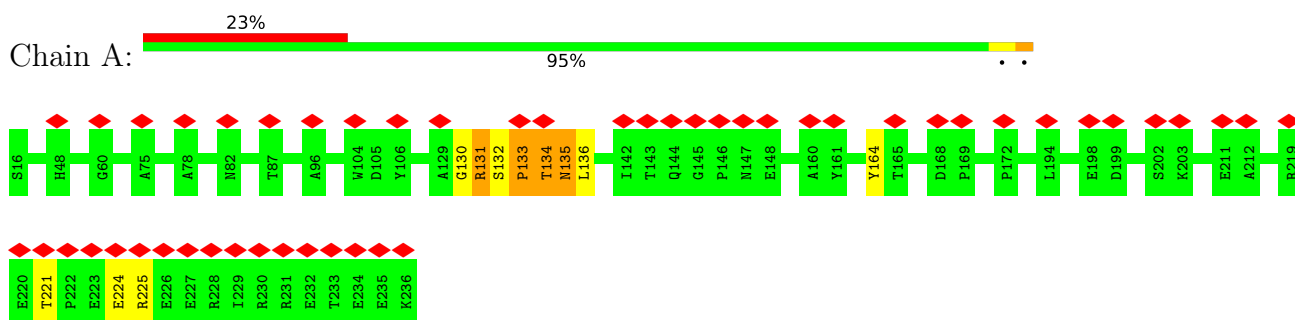 23%
Chain A:
95%
S16 H48 G60 A75 A78 N82 T87 A96 W104 D105 Y106 A129 G130 R131 S132 P133 T134 N135 L136 I142 T143 Q144 G145 P146 N147 E148 A160 Y161 Y164 T165 D168 P169 P172 L194 E198 D199 S202 K203 E211 A212 R219
E220 T221 P222 E223 E224 R225 E226 E227 R228 I229 R230 R231 E232 T233 E234 E235 K236